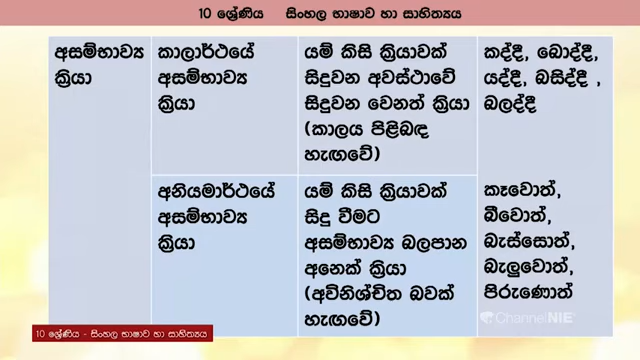 10 ශ්‍රේණිය සිංහල භාෂාව හා සාහිත්‍යය
අසම්භාව්‍ය
ක්‍රියා
කාලාර්ථයේ
අසම්භාව්‍ය
ක්‍රියා
යම් කිසි ක්‍රියාවක්
සිදුවන අවස්ථාවේ
සිදුවන වෙනත් ක්‍රියා
(කාලය පිළිබඳ
හැඟවේ)
කද්දී, බොද්දී,
යද්දී, බසිද්දී ,
බලද්දී
අනියමාර්ථයේ
අසම්භාව්‍ය
ක්‍රියා
යම් කිසි ක්‍රියාවක්
සිදු වීමට
අසම්භාව්‍ය බලපාන
අනෙක් ක්‍රියා
(අවිනිශ්චිත බවක්
හැඟවේ)
කෑවොත්,
බීවොත්,
බැස්සොත්,
බැලුවොත්,
පිරුණොත්
ChannelNIE
10 ශ්‍රේණිය - සිංහල භාෂාව හා සාහිත්‍යය